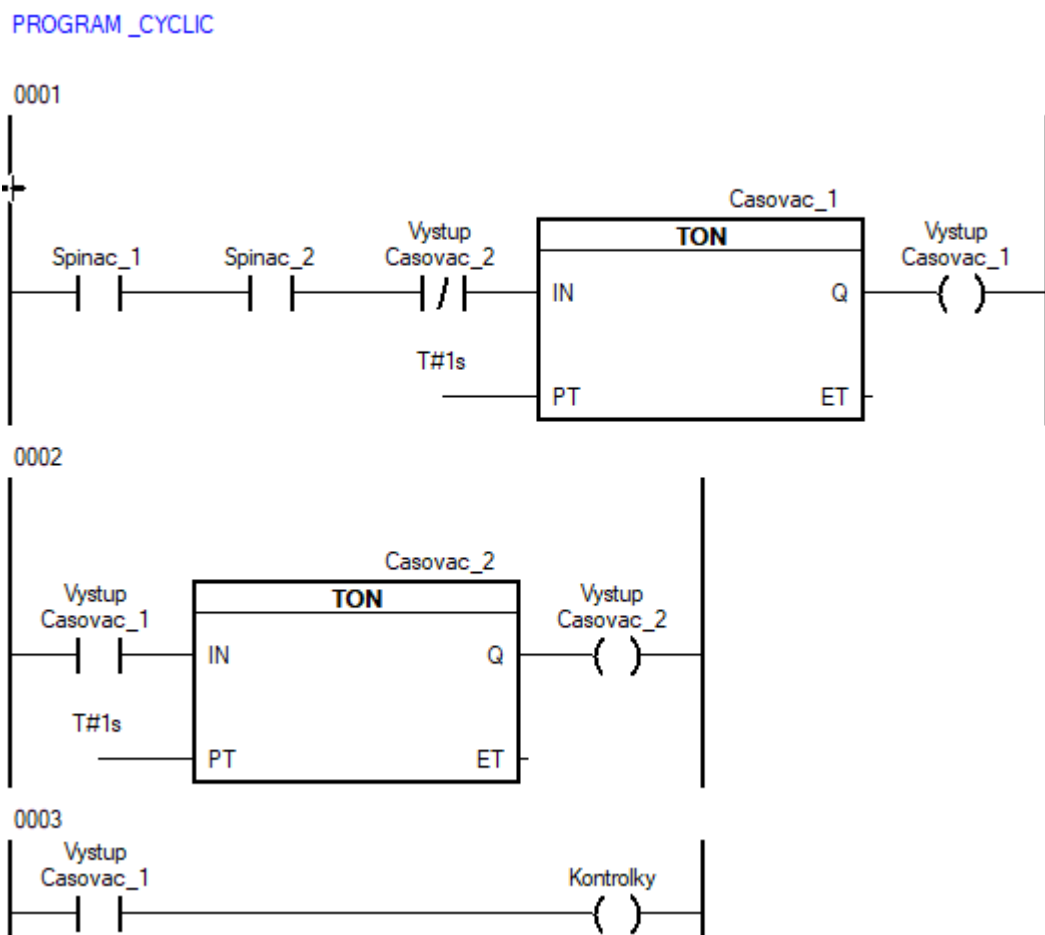 PROGRAM _CYCLIC
0001
Casovac_1
TON
Spinac_1
Spinac_2
Vystup
Casovac_2
IN
Q
Vystup
Casovac_1
T#1s
PT
ET
0002
Casovac_2
TON
Vystup
Casovac_1
IN
Q
Vystup
Casovac_2
T#1s
PT
ET
0003
Vystup
Casovac_1
Kontrolky